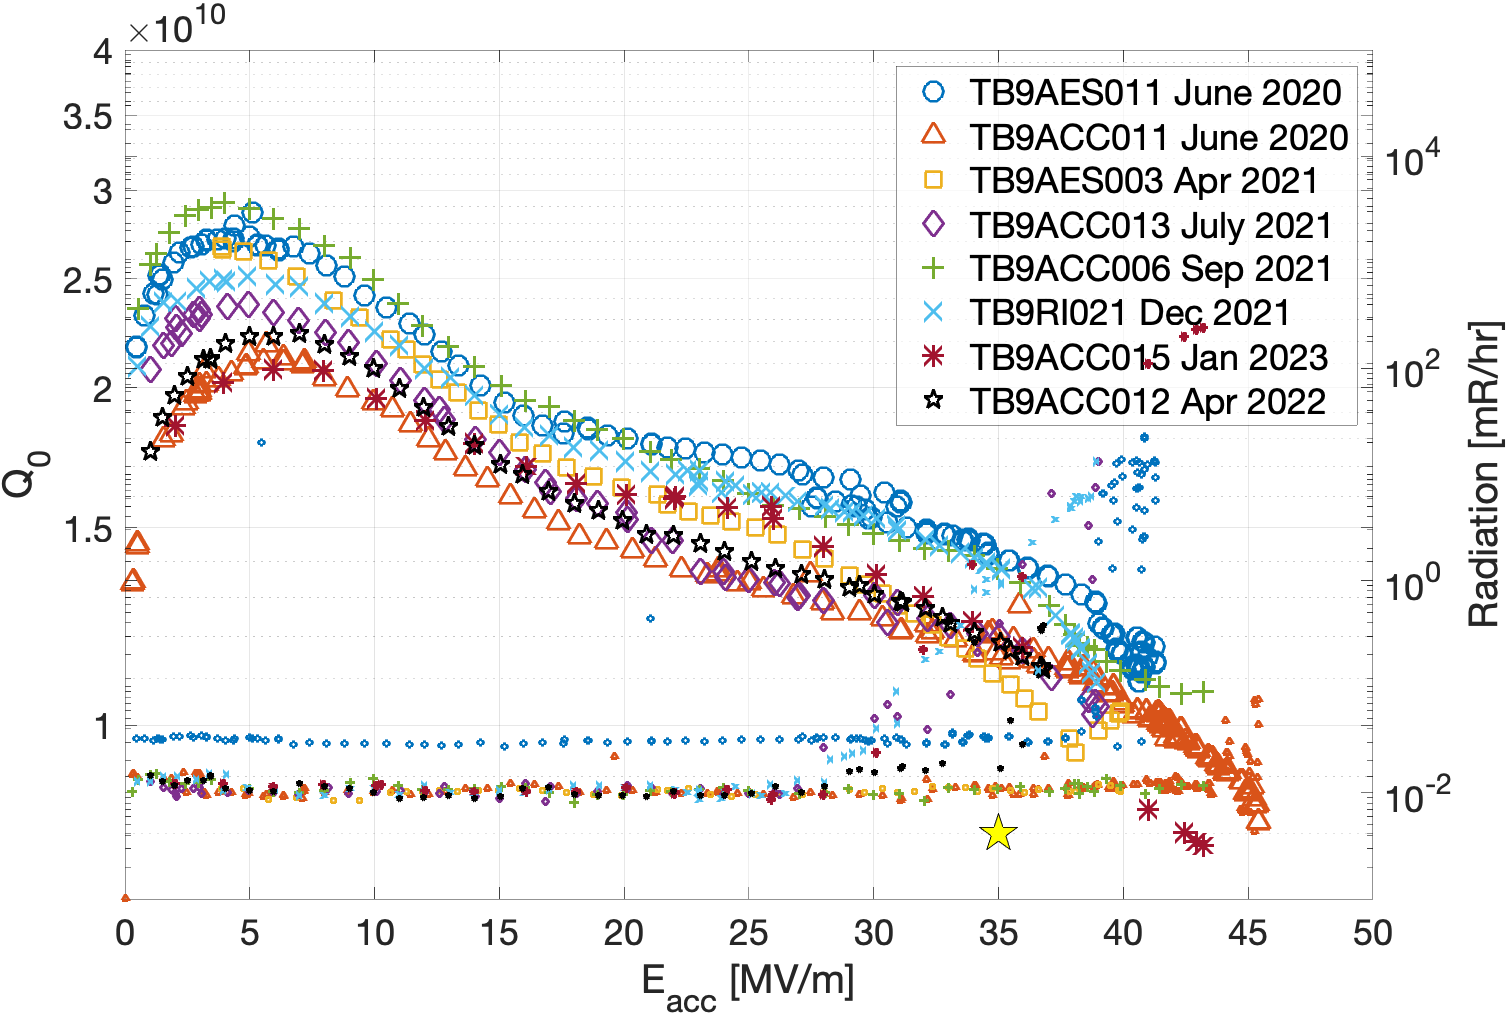 ×10^10
4
3.5
3
2.5
2
1.5
1
Q_0
0 5 10 15 20 25 30 35 40 45 50
E_acc [MV/m]
10^4
10^2
10^0
10^-2
Radiation [mR/hr]
TB9AES011 June 2020
TB9ACC011 June 2020
TB9AES003 Apr 2021
TB9ACC013 July 2021
TB9ACC006 Sep 2021
TB9RI021 Dec 2021
TB9ACC015 Jan 2023
TB9ACC012 Apr 2022